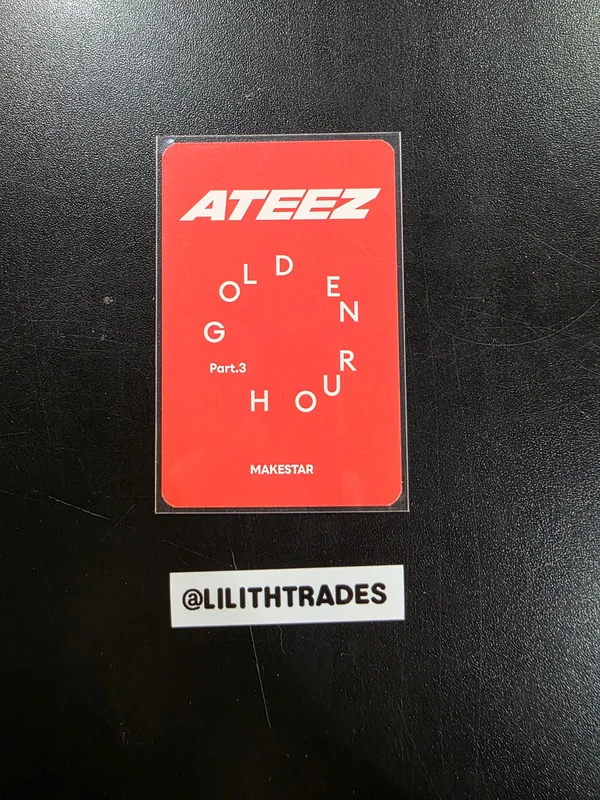 ATEEZ
GOLDEN
Part.3
HOUR
MAKESTAR
@LILITHTRADES